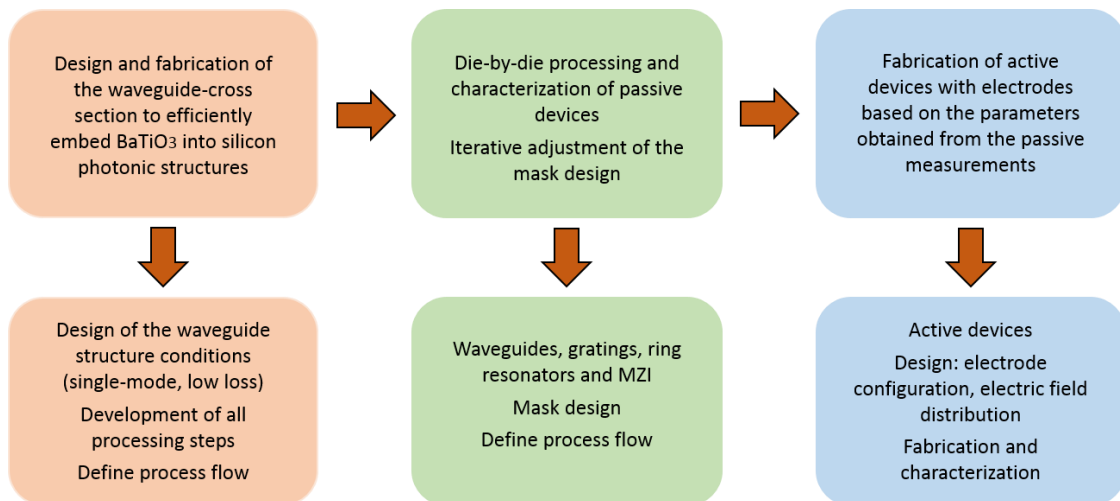 Design and fabrication of
the waveguide-cross
section to efficiently
embed BaTiO3 into silicon
photonic structures
Die-by-die processing and
characterization of passive
devices
Iterative adjustment of the
mask design
Fabrication of active
devices with electrodes
based on the parameters
obtained from the passive
measurements
Design of the waveguide
structure conditions
(single-mode, low loss)
Development of all
processing steps
Define process flow
Waveguides, gratings, ring
resonators and MZI
Mask design
Define process flow
Active devices
Design: electrode
configuration, electric field
distribution
Fabrication and
characterization